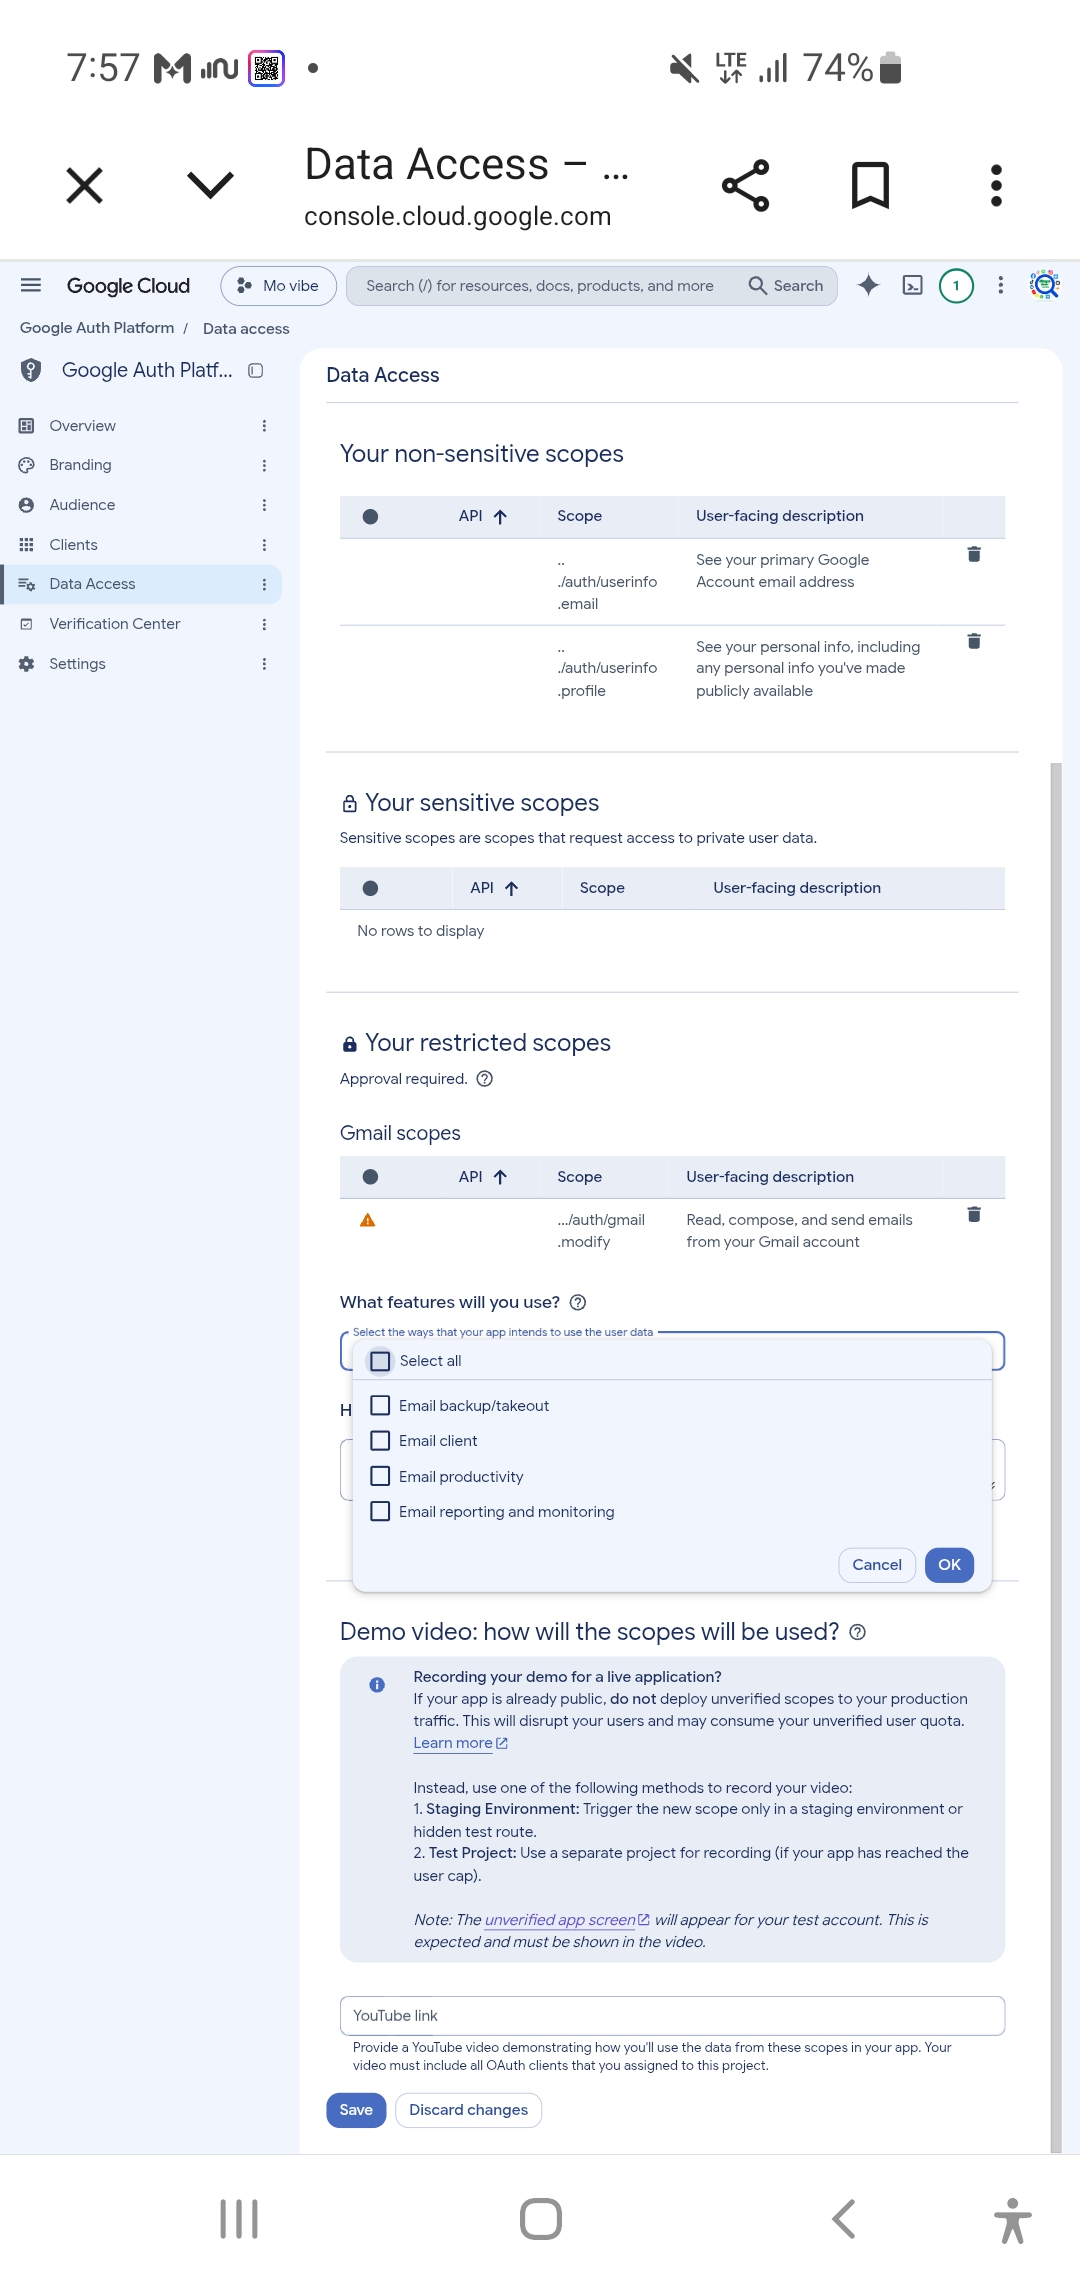 7:57
LTE
74%
Data Access – ...
console.cloud.google.com
Google Cloud
Mo vibe
Search (/) for resources, docs, products, and more
Search
1
Google Auth Platform / Data access
Google Auth Platf...
Overview
Branding
Audience
Clients
Data Access
Verification Center
Settings
Data Access
Your non-sensitive scopes
API Scope User-facing description
..
./auth/userinfo
.email
See your primary Google
Account email address
..
./auth/userinfo
.profile
See your personal info, including
any personal info you've made
publicly available
Your sensitive scopes
Sensitive scopes are scopes that request access to private user data.
API Scope User-facing description
No rows to display
Your restricted scopes
Approval required.
Gmail scopes
API Scope User-facing description
.../auth/gmail
.modify
Read, compose, and send emails
from your Gmail account
What features will you use?
Select the ways that your app intends to use the user data
Select all
Email backup/takeout
H
Email client
Email productivity
Email reporting and monitoring
Cancel
OK
Demo video: how will the scopes will be used?
Recording your demo for a live application?
If your app is already public, do not deploy unverified scopes to your production
traffic. This will disrupt your users and may consume your unverified user quota.
Learn more
Instead, use one of the following methods to record your video:
1. Staging Environment: Trigger the new scope only in a staging environment or
hidden test route.
2. Test Project: Use a separate project for recording (if your app has reached the
user cap).
Note: The unverified app screen will appear for your test account. This is
expected and must be shown in the video.
YouTube link
Provide a YouTube video demonstrating how you'll use the data from these scopes in your app. Your
video must include all OAuth clients that you assigned to this project.
Save
Discard changes